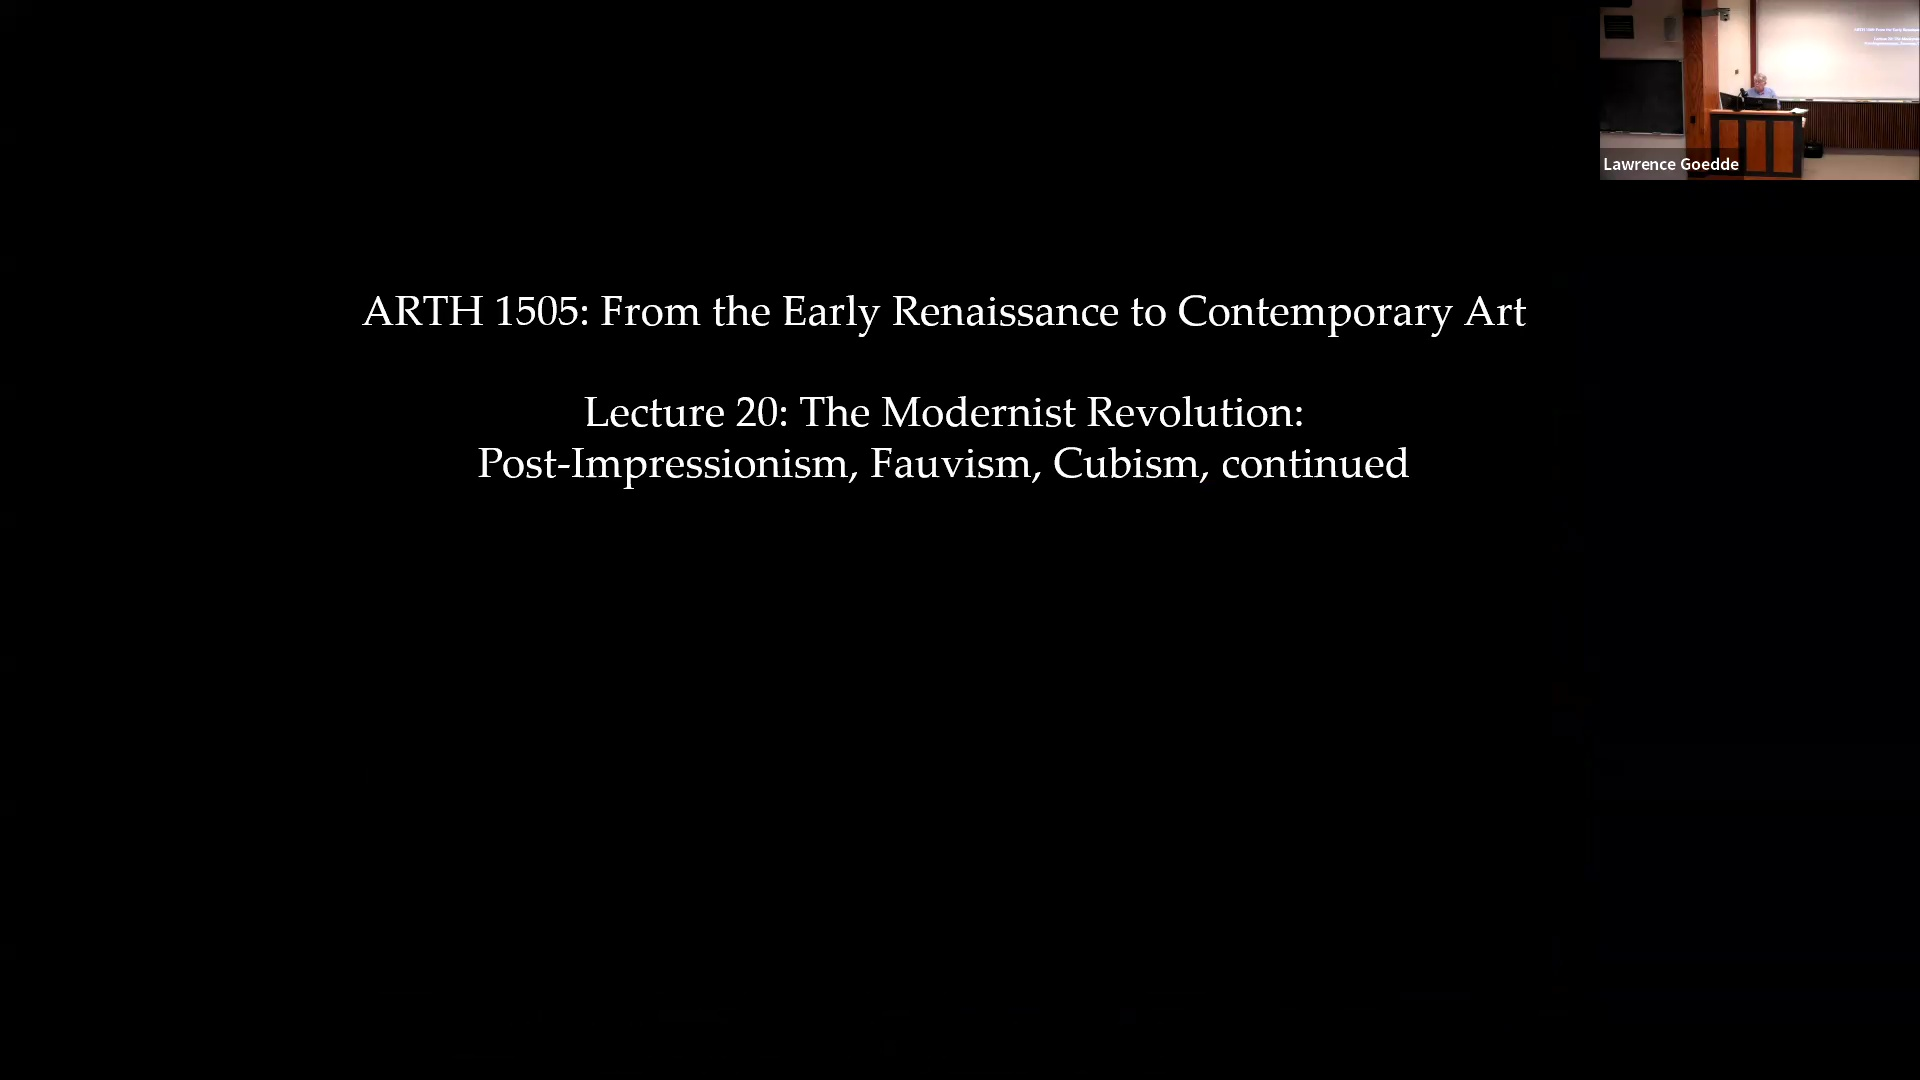 ARTH 1505: From the Early Renaissance to Contemporary Art
Lecture 20: The Modernist Revolution:
Post-Impressionism, Fauvism, Cubism, continued
Lawrence Goedde